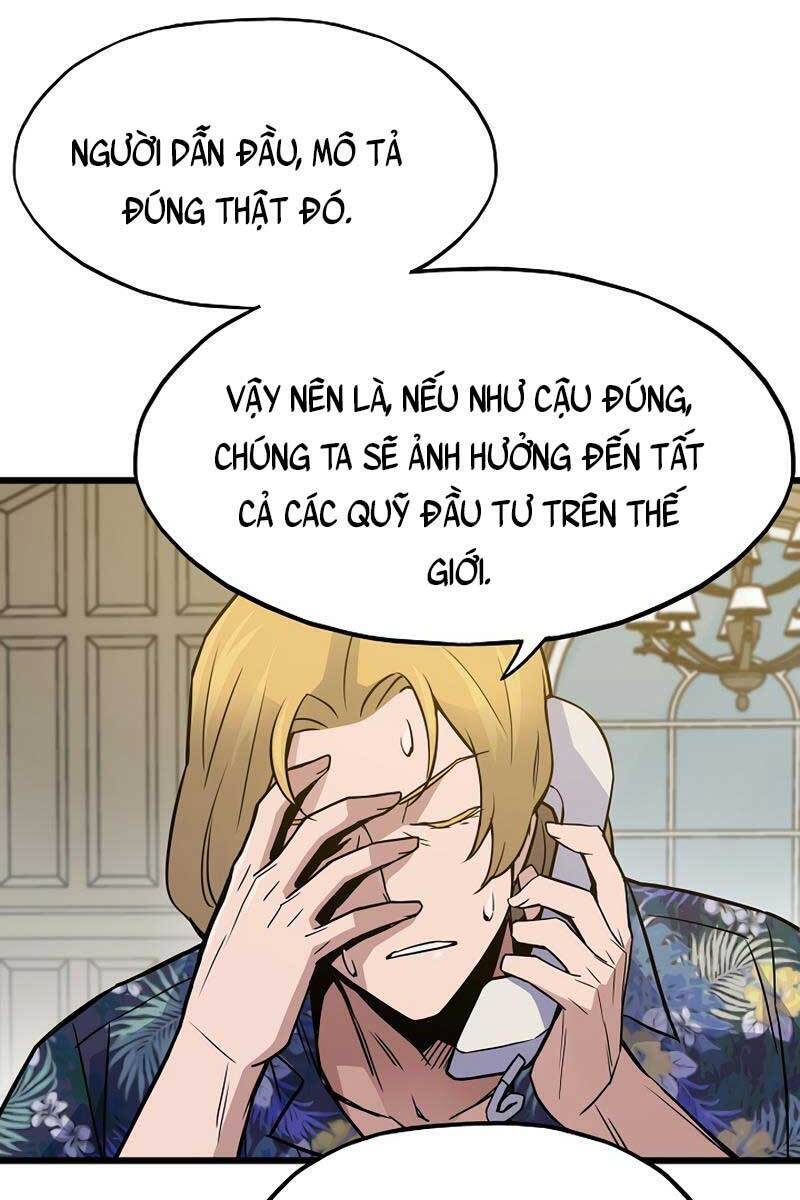 NGƯỜI DẪN ĐẦU, MÔ TẢ
ĐÚNG THẬT ĐÓ.
VẬY NÊN LÀ, NẾU NHƯ CẬU ĐÚNG,
CHÚNG TA SẼ ẢNH HƯỞNG ĐẾN TẤT
CẢ CÁC QUỸ ĐẦU TƯ TRÊN THẾ
GIỚI.